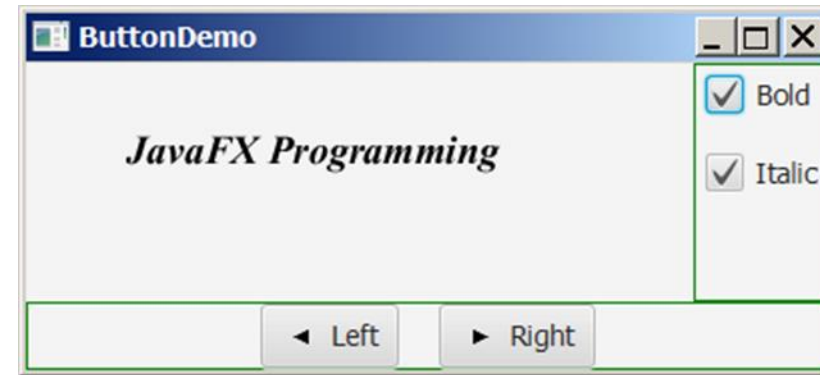 ButtonDemo
Bold
JavaFX Programming
Italic
Left
Right